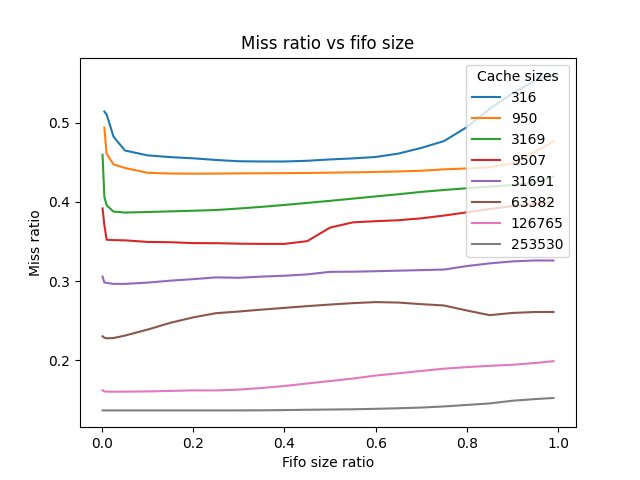 Miss ratio vs fifo size
Cache sizes
316
950
3169
9507
31691
63382
126765
253530
0.5
0.4
0.3
0.2
Miss ratio
0.0 0.2 0.4 0.6 0.8 1.0
Fifo size ratio